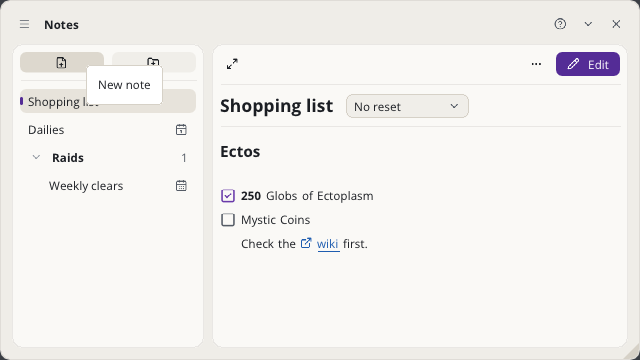 Notes
New note
Shopping list
Dailies
Raids 1
Weekly clears
Edit
Shopping list No reset
Ectos
250 Globs of Ectoplasm
Mystic Coins
Check the wiki first.